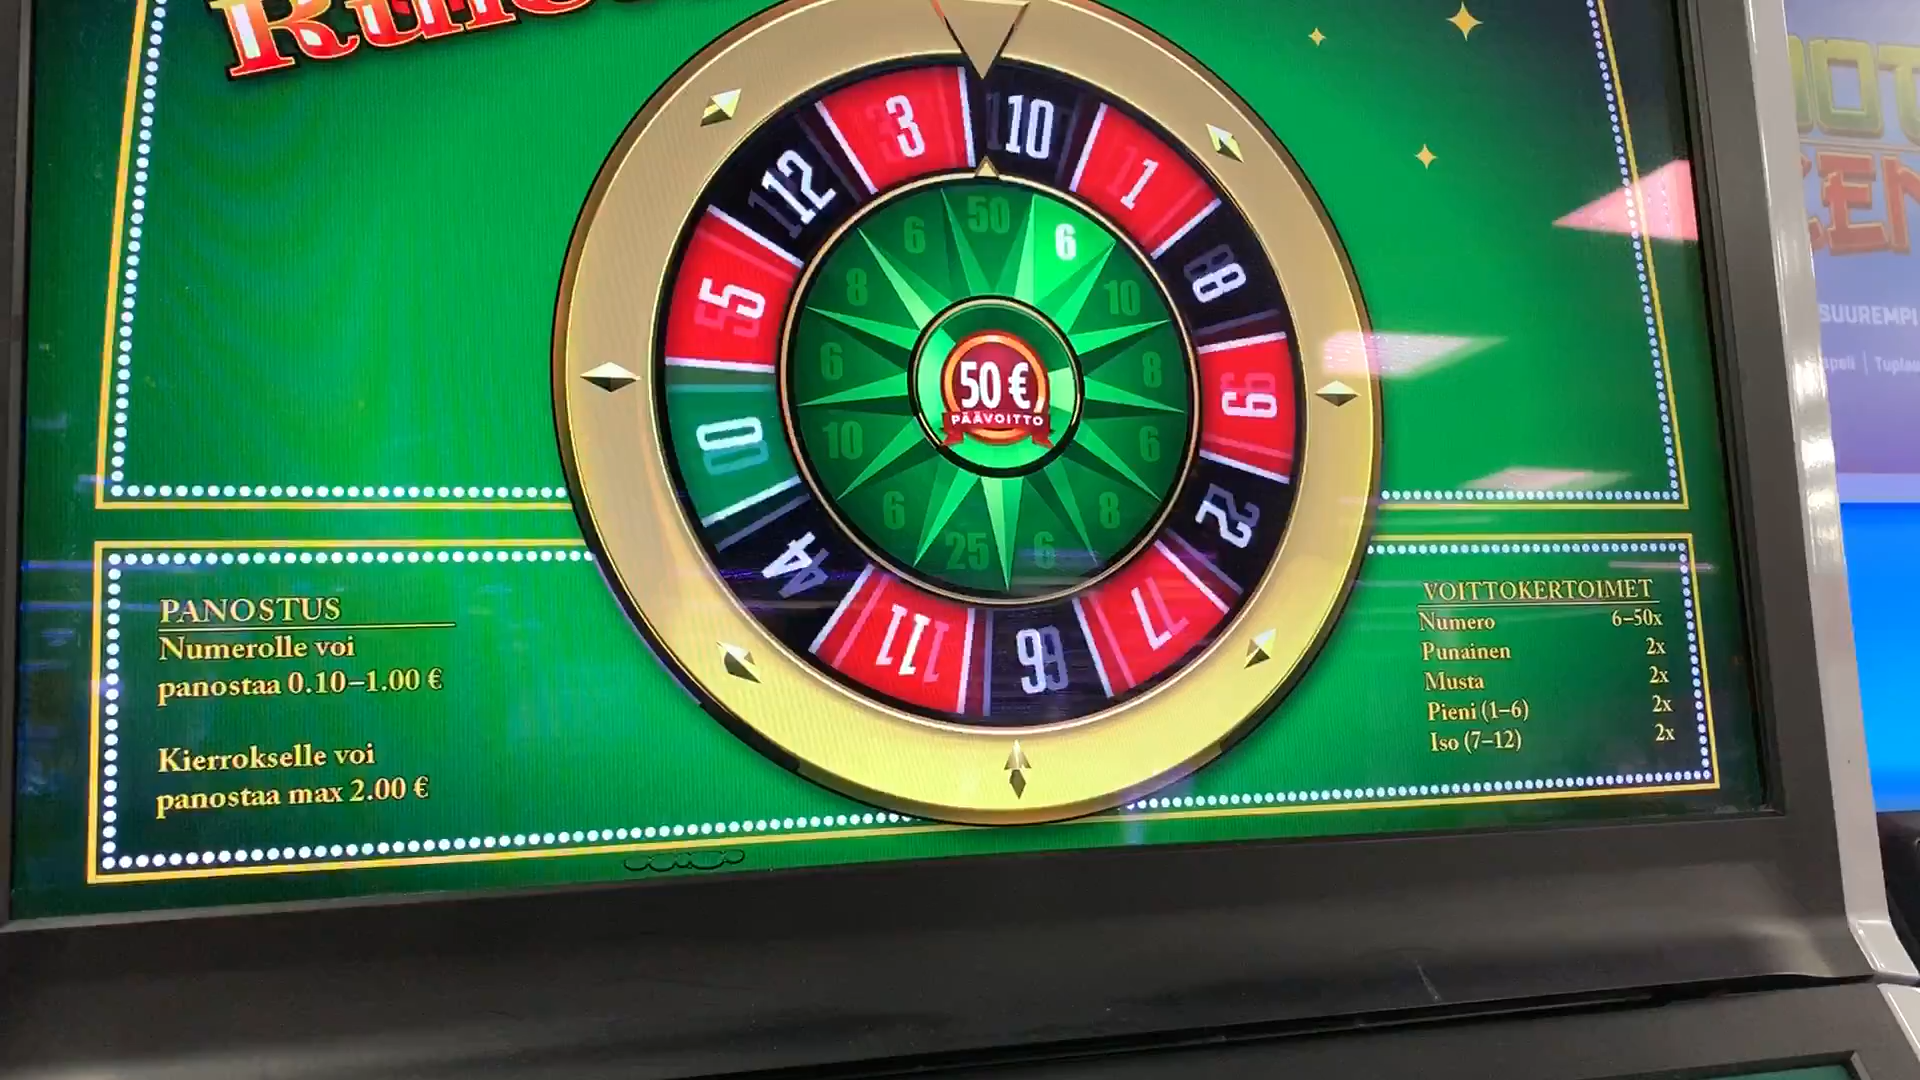 3
10
1
12
8
5
9
0
2
4
11
6
7
50
6
6
10
8
8
6
10
6
6
8
25
6
50 €
PÄÄVOITTO
PANOSTUS
Numerolle voi
panostaa 0.10–1.00 €
Kierrokselle voi
panostaa max 2.00 €
VOITTOKERTOIMET
Numero 6–50x
Punainen 2x
Musta 2x
Pieni (1–6) 2x
Iso (7–12) 2x
SUUREMPI